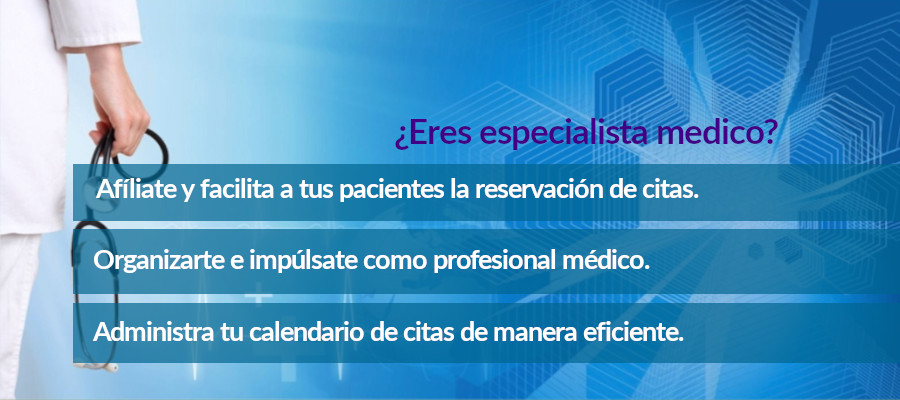 ¿Eres especialista medico?
Afíliate y facilita a tus pacientes la reservación de citas.
Organizarte e impúlsate como profesional médico.
Administra tu calendario de citas de manera eficiente.